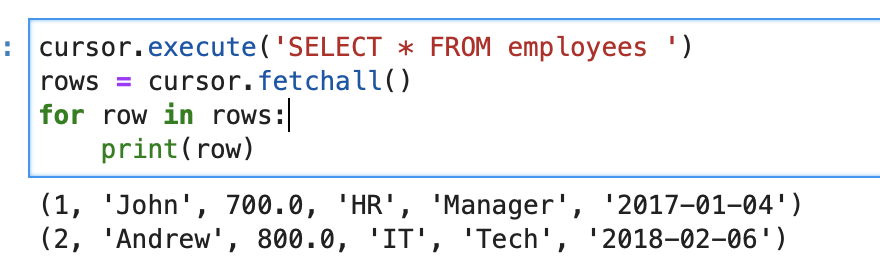 : cursor.execute('SELECT * FROM employees ')
rows = cursor.fetchall()
for row in rows:
    print(row)
(1, 'John', 700.0, 'HR', 'Manager', '2017-01-04')
(2, 'Andrew', 800.0, 'IT', 'Tech', '2018-02-06')